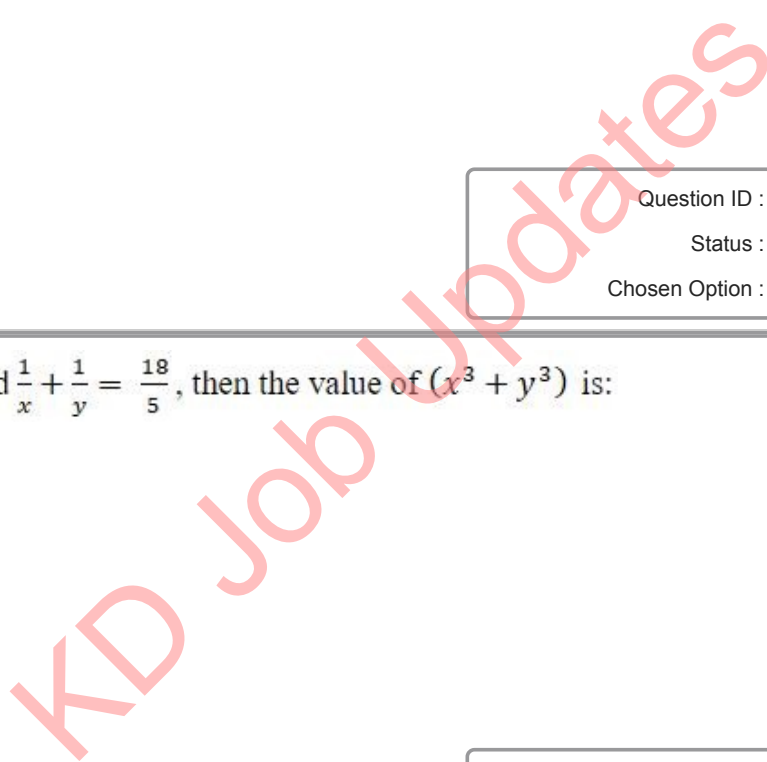 Question ID :
Status :
Chosen Option :
d 1/x + 1/y = 18/5, then the value of (x³ + y³) is:
KD Job Updates